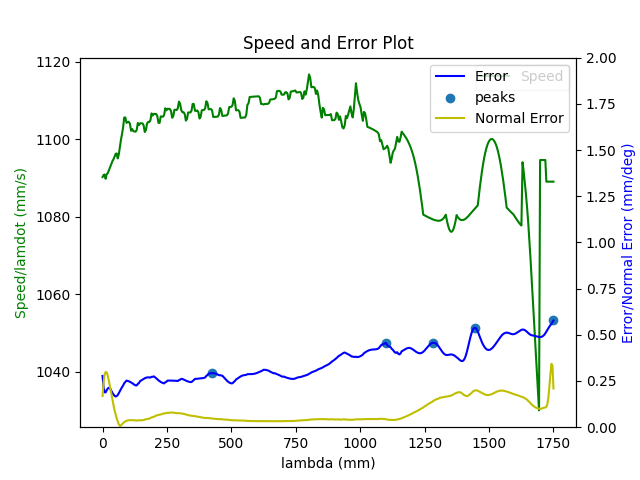 Speed and Error Plot
1120
1100
1080
1060
1040
Speed/lamdot (mm/s)
2.00
1.75
1.50
1.25
1.00
0.75
0.50
0.25
0.00
Error/Normal Error (mm/deg)
Error
Speed
peaks
Normal Error
0
250
500
750
1000
1250
1500
1750
lambda (mm)